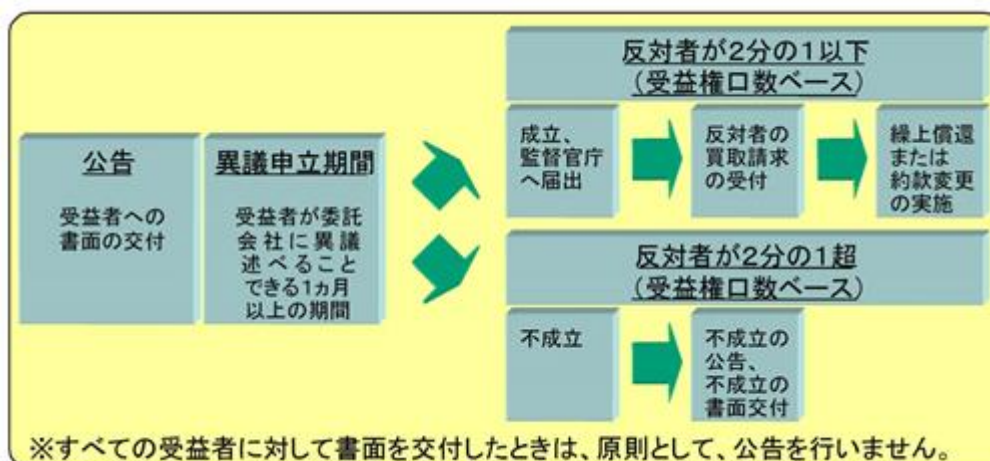 公告
受益者への
書面の交付
異議申立期間
受益者が委託
会社に異議
述べること
できる1ヵ月
以上の期間
反対者が2分の1以下
(受益権口数ベース)
成立、
監督官庁
へ届出
反対者の
買取請求
の受付
繰上償還
または
約款変更
の実施
反対者が2分の1超
(受益権口数ベース)
不成立
不成立の
公告、
不成立の
書面交付
※すべての受益者に対して書面を交付したときは、原則として、公告を行いません。